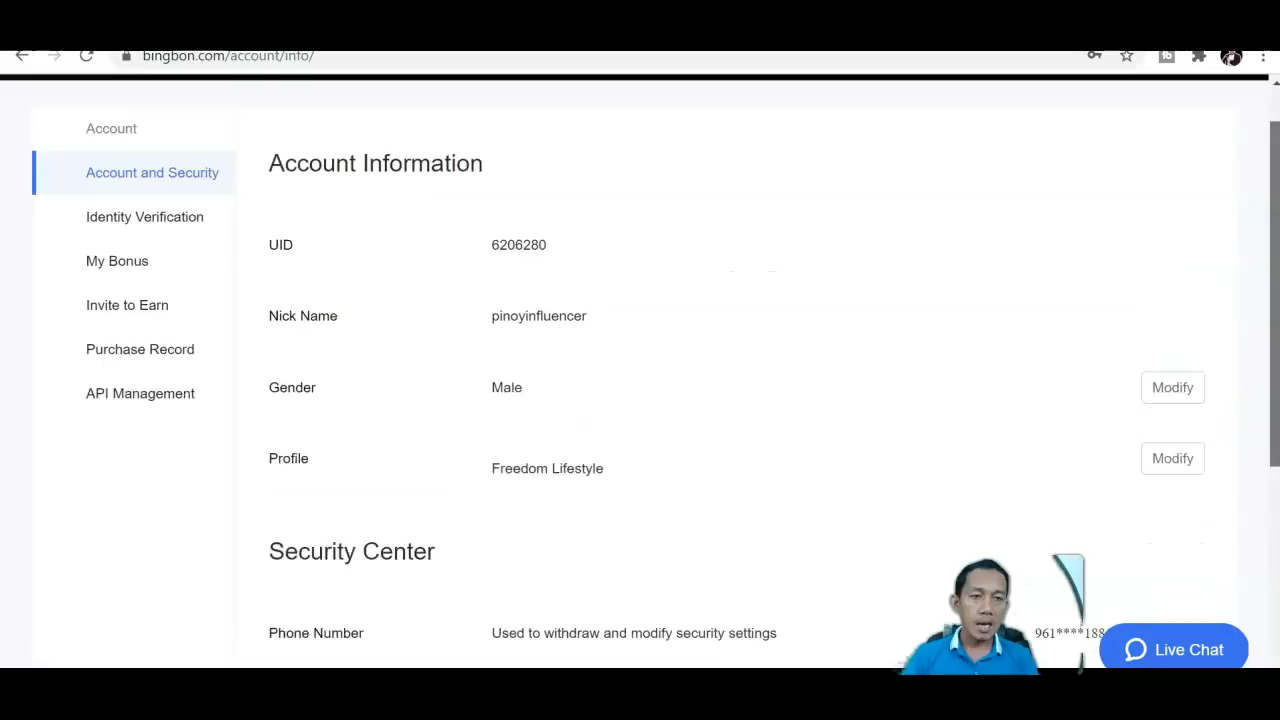 bingbon.com/account/info/
Account
Account and Security
Identity Verification
My Bonus
Invite to Earn
Purchase Record
API Management
Account Information
UID 6206280
Nick Name pinoyinfluencer
Gender Male Modify
Profile Freedom Lifestyle Modify
Security Center
Phone Number Used to withdraw and modify security settings 961****188
Live Chat